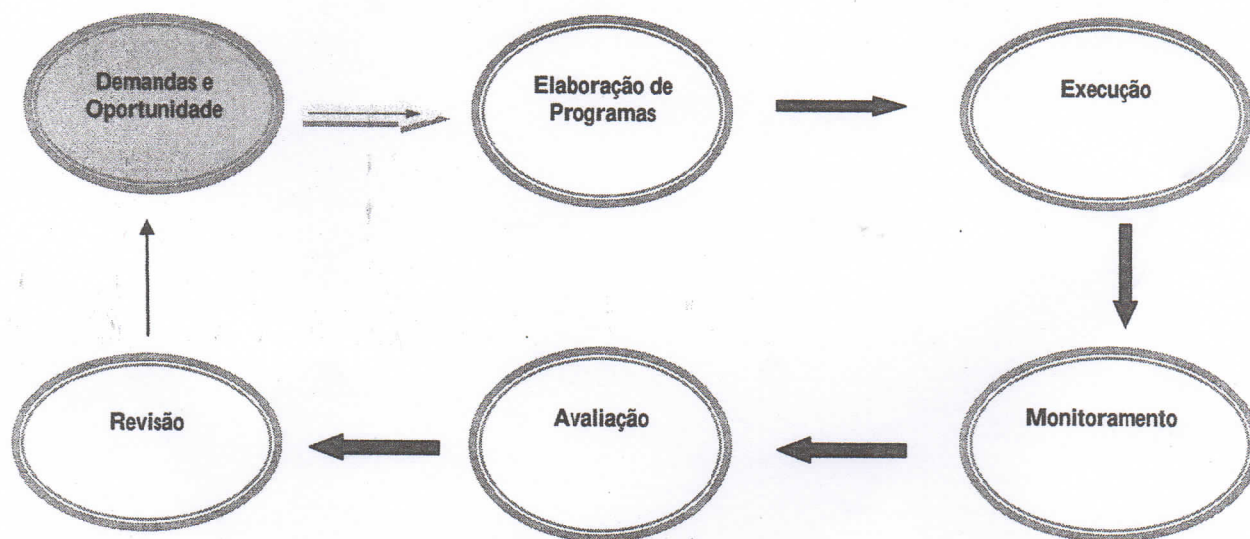 Demandas e
Oportunidade
Elaboração de
Programas
Execução
Monitoramento
Avaliação
Revisão